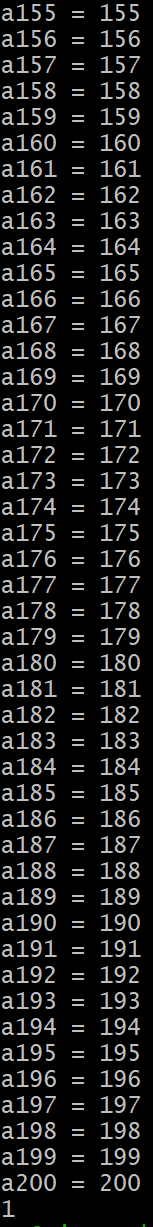 a155 = 155
a156 = 156
a157 = 157
a158 = 158
a159 = 159
a160 = 160
a161 = 161
a162 = 162
a163 = 163
a164 = 164
a165 = 165
a166 = 166
a167 = 167
a168 = 168
a169 = 169
a170 = 170
a171 = 171
a172 = 172
a173 = 173
a174 = 174
a175 = 175
a176 = 176
a177 = 177
a178 = 178
a179 = 179
a180 = 180
a181 = 181
a182 = 182
a183 = 183
a184 = 184
a185 = 185
a186 = 186
a187 = 187
a188 = 188
a189 = 189
a190 = 190
a191 = 191
a192 = 192
a193 = 193
a194 = 194
a195 = 195
a196 = 196
a197 = 197
a198 = 198
a199 = 199
a200 = 200
1